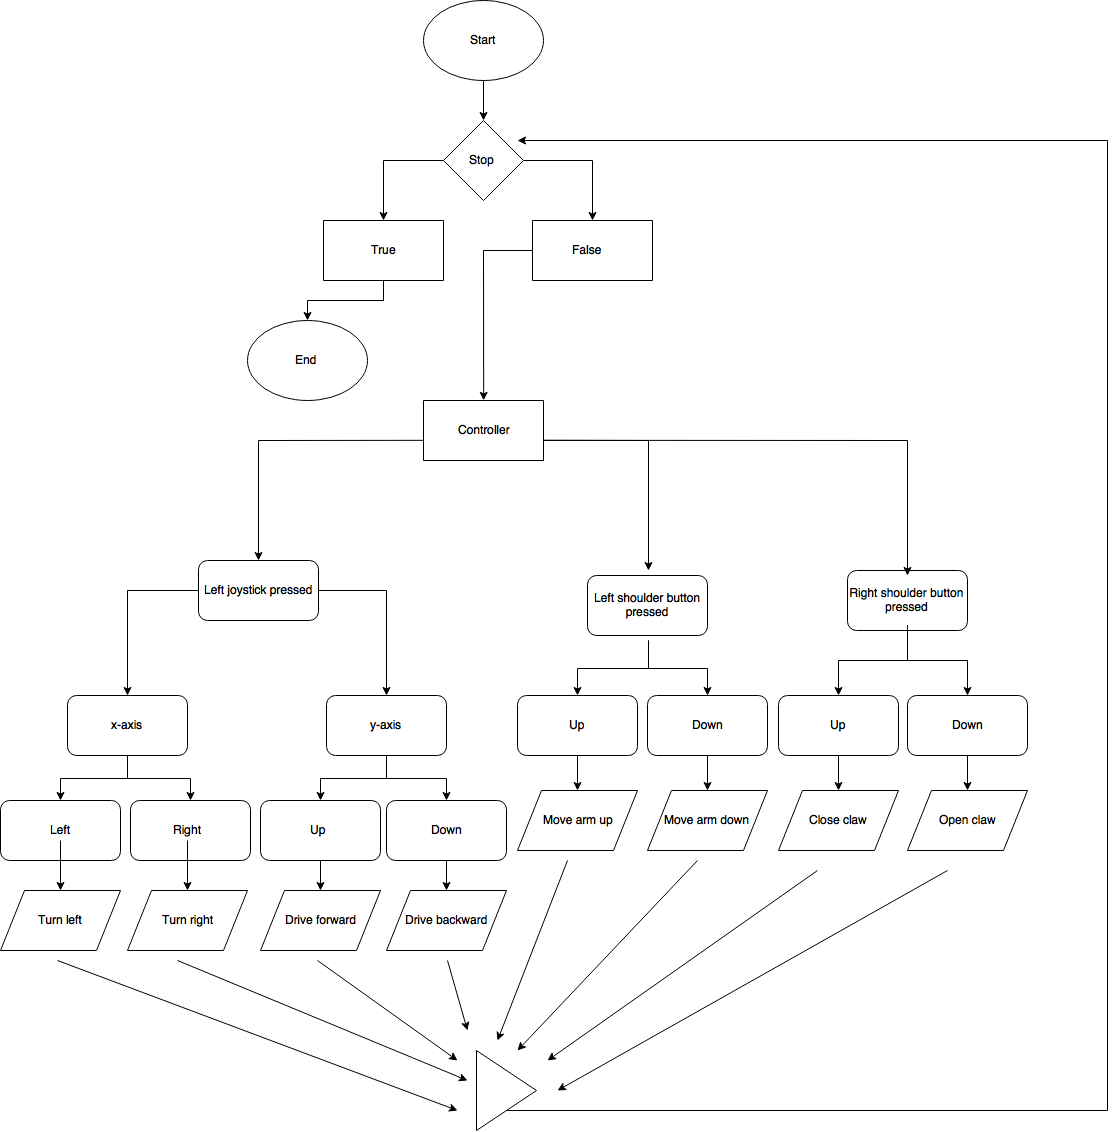 Start
Stop
True
False
End
Controller
Left joystick pressed
Left shoulder button
pressed
Right shoulder button
pressed
x-axis
y-axis
Up
Down
Up
Down
Left
Right
Up
Down
Move arm up
Move arm down
Close claw
Open claw
Turn left
Turn right
Drive forward
Drive backward